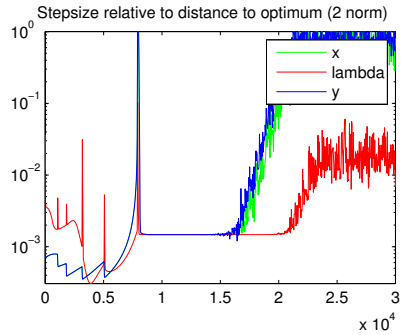 Stepsize relative to distance to optimum (2 norm)
10^0
10^-1
10^-2
10^-3
x
lambda
y
0 0.5 1 1.5 2 2.5 3
x 10^4